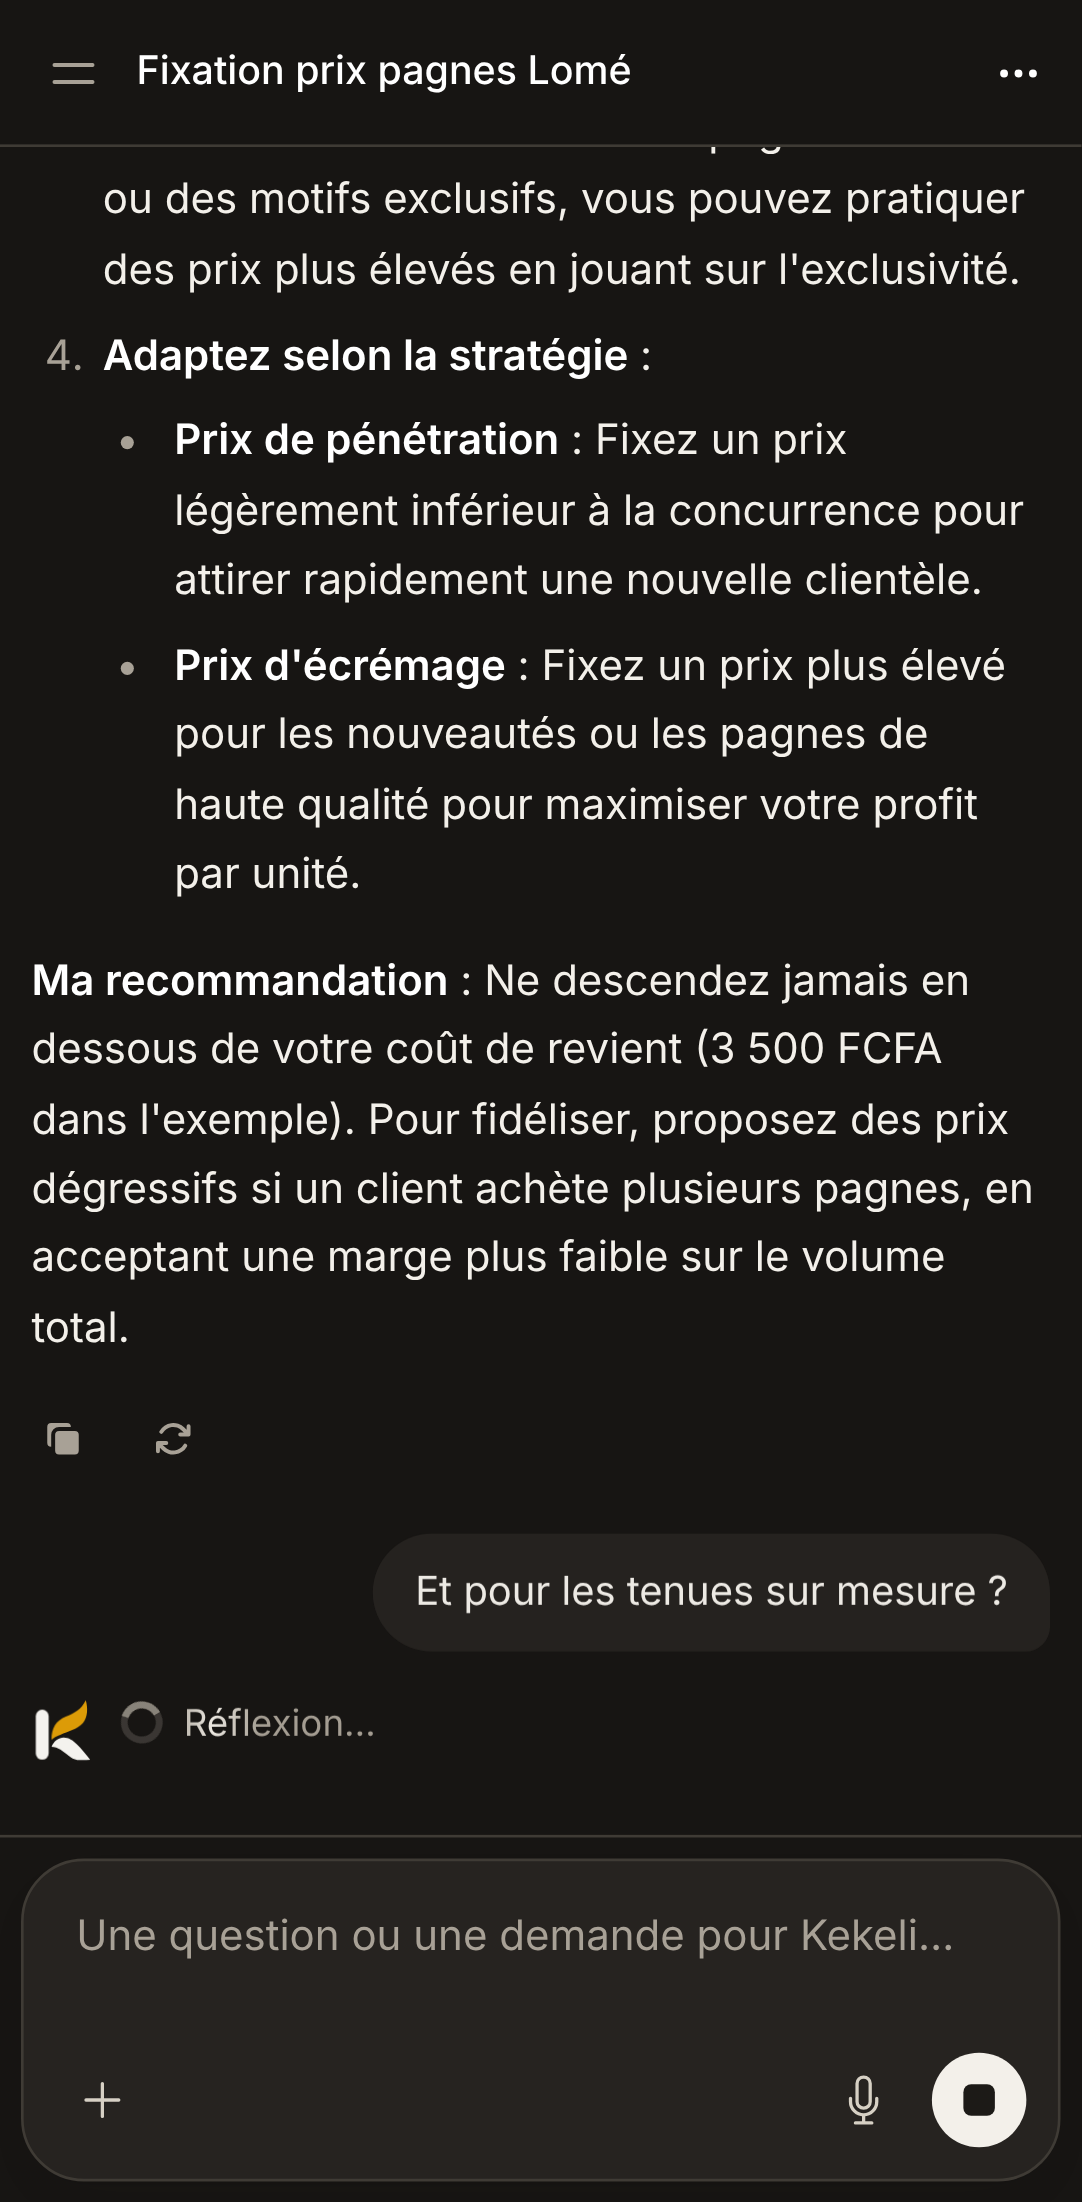 Fixation prix pagnes Lomé
ou des motifs exclusifs, vous pouvez pratiquer
des prix plus élevés en jouant sur l'exclusivité.
4. Adaptez selon la stratégie :
• Prix de pénétration : Fixez un prix
légèrement inférieur à la concurrence pour
attirer rapidement une nouvelle clientèle.
• Prix d'écrémage : Fixez un prix plus élevé
pour les nouveautés ou les pagnes de
haute qualité pour maximiser votre profit
par unité.
Ma recommandation : Ne descendez jamais en
dessous de votre coût de revient (3 500 FCFA
dans l'exemple). Pour fidéliser, proposez des prix
dégressifs si un client achète plusieurs pagnes, en
acceptant une marge plus faible sur le volume
total.
Et pour les tenues sur mesure ?
Réflexion...
Une question ou une demande pour Kekeli...